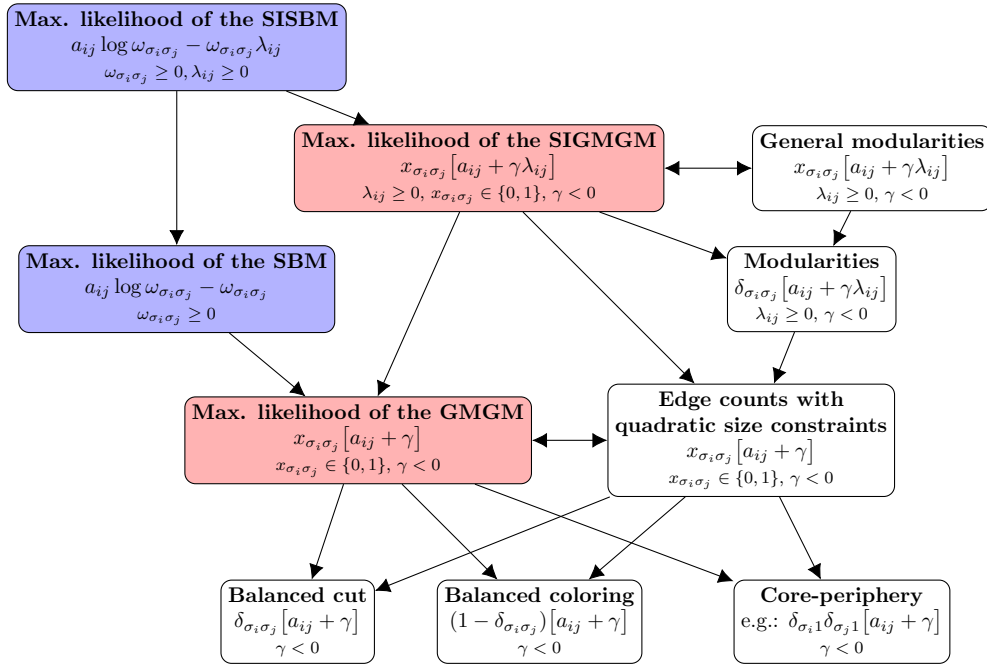 Max. likelihood of the SISBM
a_{ij} log ω_{σ_iσ_j} − ω_{σ_iσ_j} λ_{ij}
ω_{σ_iσ_j} ≥ 0, λ_{ij} ≥ 0
Max. likelihood of the SIGMGM
x_{σ_iσ_j}[a_{ij} + γλ_{ij}]
λ_{ij} ≥ 0, x_{σ_iσ_j} ∈ {0, 1}, γ < 0
General modularities
x_{σ_iσ_j}[a_{ij} + γλ_{ij}]
λ_{ij} ≥ 0, γ < 0
Max. likelihood of the SBM
a_{ij} log ω_{σ_iσ_j} − ω_{σ_iσ_j}
ω_{σ_iσ_j} ≥ 0
Modularities
δ_{σ_iσ_j}[a_{ij} + γλ_{ij}]
λ_{ij} ≥ 0, γ < 0
Max. likelihood of the GMGM
x_{σ_iσ_j}[a_{ij} + γ]
x_{σ_iσ_j} ∈ {0, 1}, γ < 0
Edge counts with
quadratic size constraints
x_{σ_iσ_j}[a_{ij} + γ]
x_{σ_iσ_j} ∈ {0, 1}, γ < 0
Balanced cut
δ_{σ_iσ_j}[a_{ij} + γ]
γ < 0
Balanced coloring
(1 − δ_{σ_iσ_j})[a_{ij} + γ]
γ < 0
Core-periphery
e.g.: δ_{σ_i1}δ_{σ_j1}[a_{ij} + γ]
γ < 0